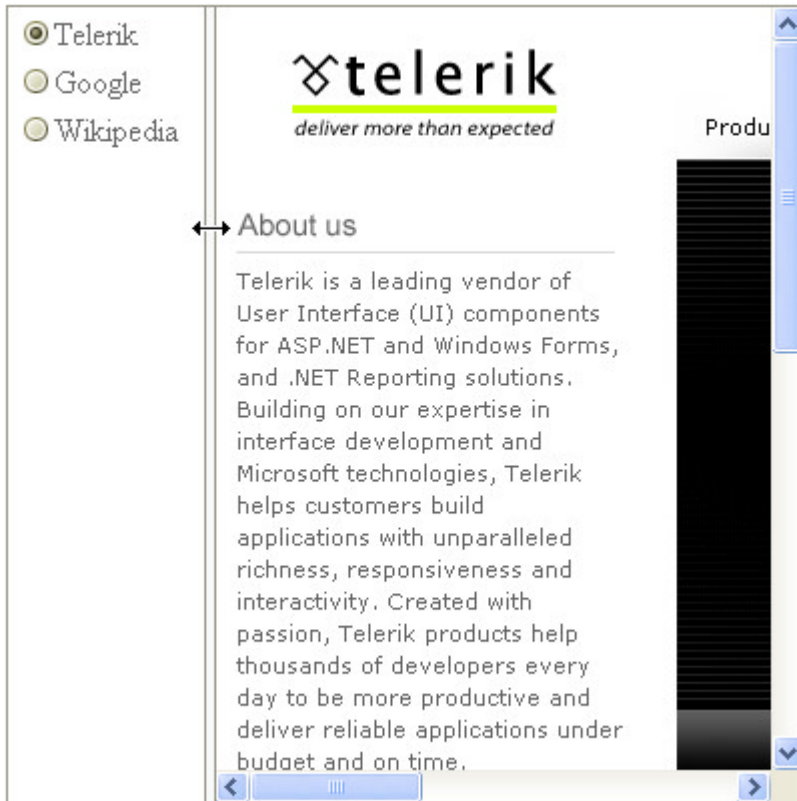 Telerik
Google
Wikipedia
telerik
deliver more than expected
Produ
About us
Telerik is a leading vendor of
User Interface (UI) components
for ASP.NET and Windows Forms,
and .NET Reporting solutions.
Building on our expertise in
interface development and
Microsoft technologies, Telerik
helps customers build
applications with unparalleled
richness, responsiveness and
interactivity. Created with
passion, Telerik products help
thousands of developers every
day to be more productive and
deliver reliable applications under
budget and on time.